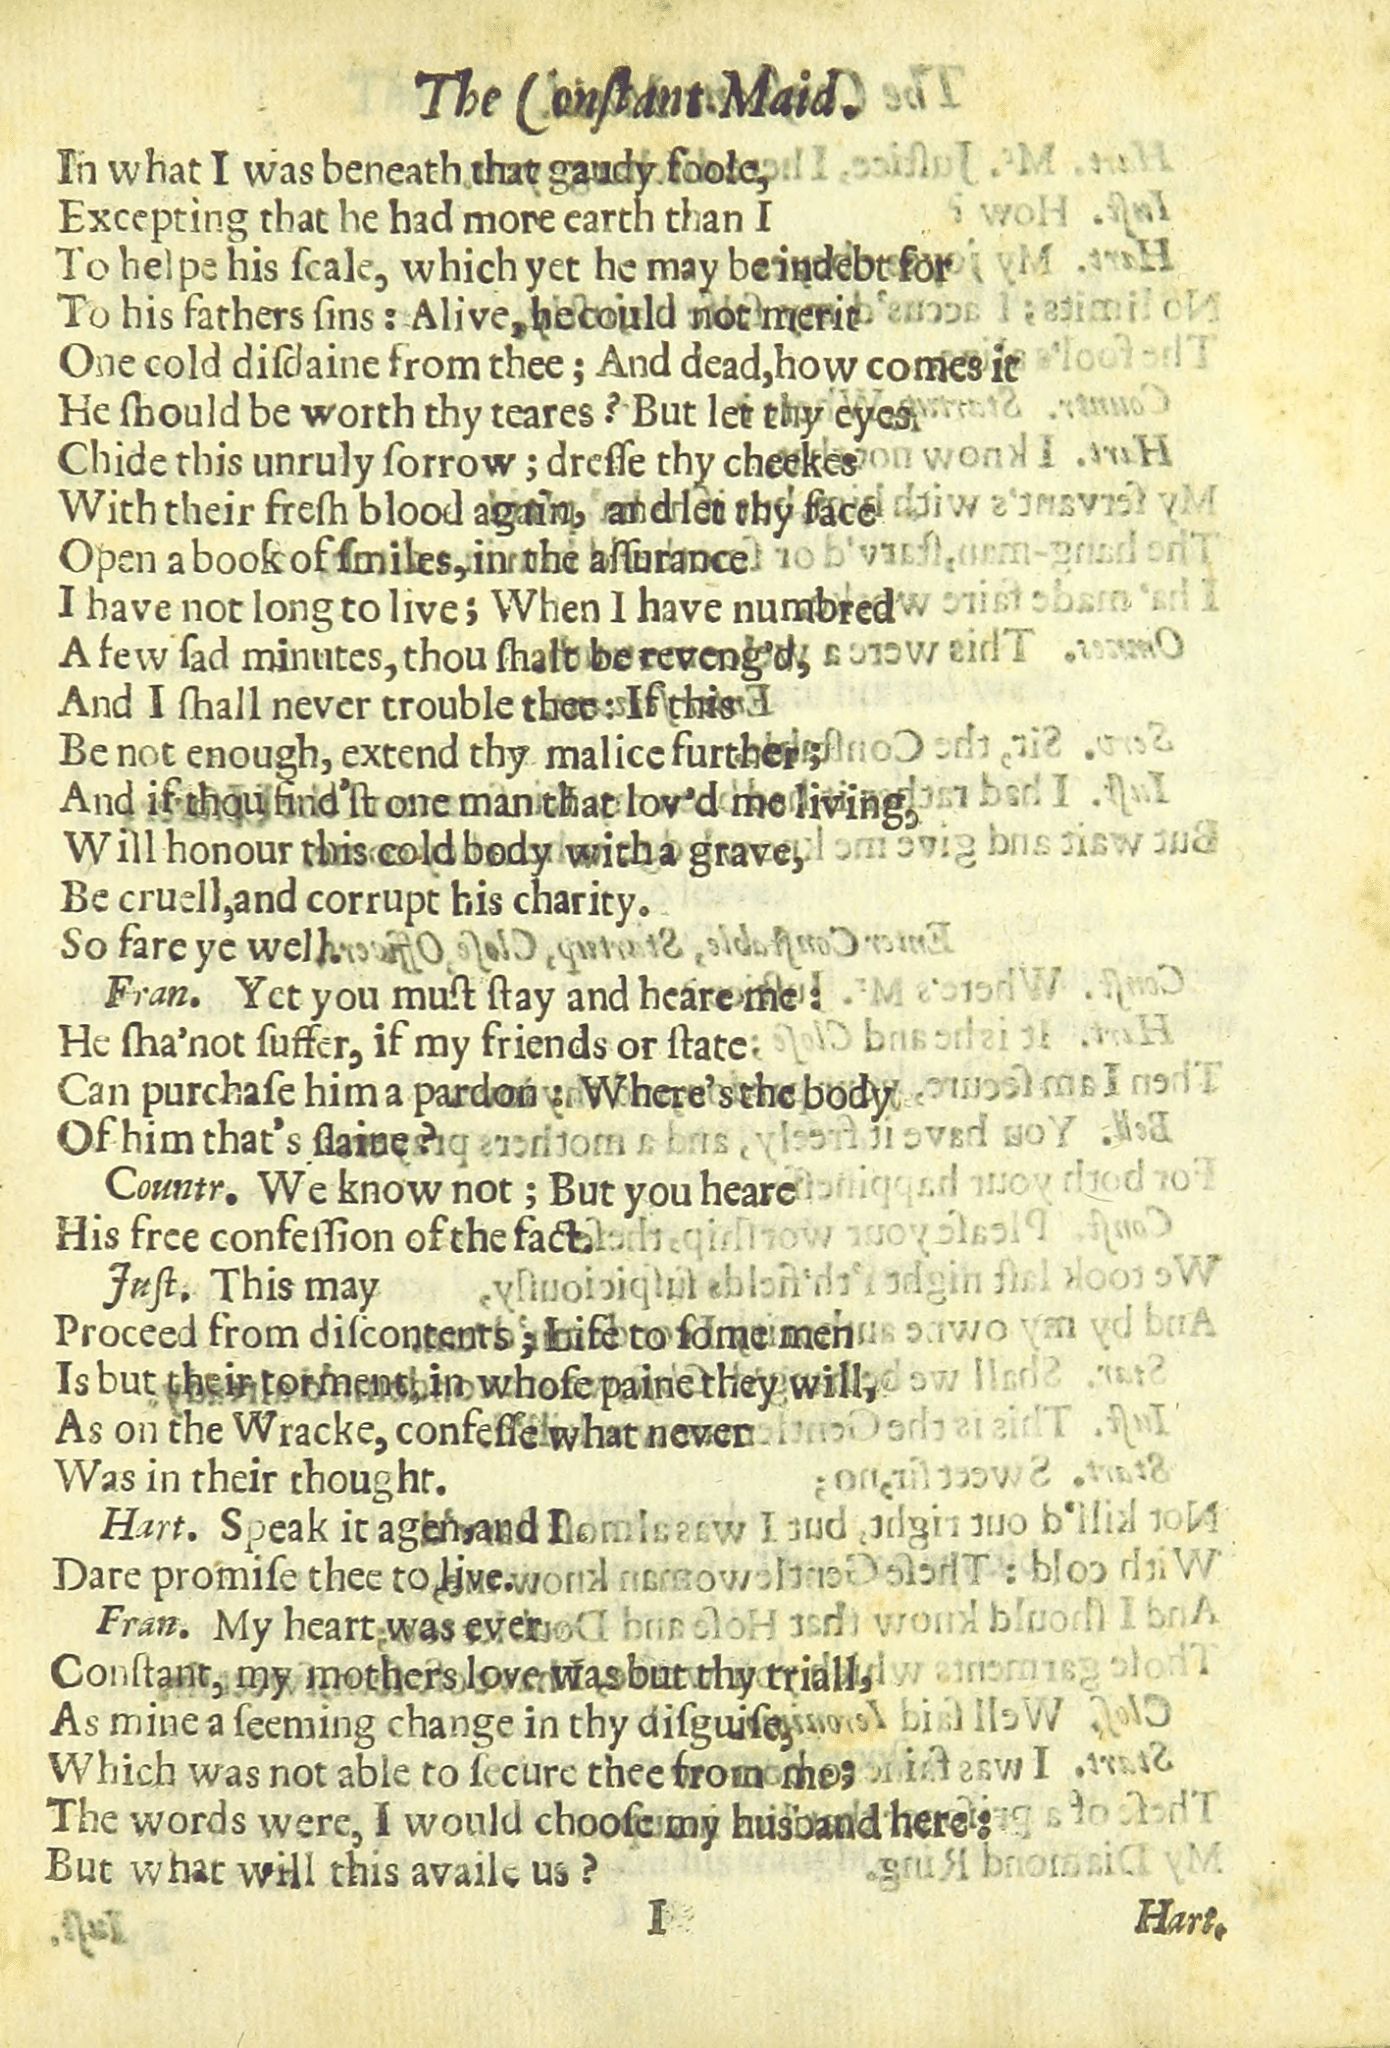 The Conſtant Maid.
In what I was beneath that gaudy foole,
Excepting that he had more earth than I
To helpe his ſcale, which yet he may be indebt for
To his fathers ſins: Alive, he could not merit
One cold diſdaine from thee; And dead, how comes it
He ſhould be worth thy teares? But let thy eyes
Chide this unruly ſorrow; dreſſe thy cheekes
With their freſh blood again, and let thy face
Open a book of ſmiles, in the aſſurance
I have not long to live; When I have numbred
A few ſad minutes, thou ſhalt be reveng'd,
And I ſhall never trouble thee: If this
Be not enough, extend thy malice further;
And if thou find'ſt one man that lov'd me living,
Will honour this cold body with a grave,
Be cruell, and corrupt his charity.
So fare ye well.
Fran. Yet you muſt ſtay and heare me:
He ſha'not ſuffer, if my friends or ſtate
Can purchaſe him a pardon: Where's the body
Of him that's ſlaine?
Countr. We know not; But you heare
His free confeſſion of the fact.
Juſt. This may
Proceed from diſcontents; Life to ſome men
Is but their torment, in whoſe paine they will,
As on the Wracke, confeſſe what never
Was in their thought.
Hart. Speak it agen, and I
Dare promiſe thee to live.
Fran. My heart was ever
Conſtant, my mothers love was but thy triall,
As mine a ſeeming change in thy diſguiſe,
Which was not able to ſecure thee from me;
The words were, I would chooſe my husband here:
But what will this availe us?
I
Hart.